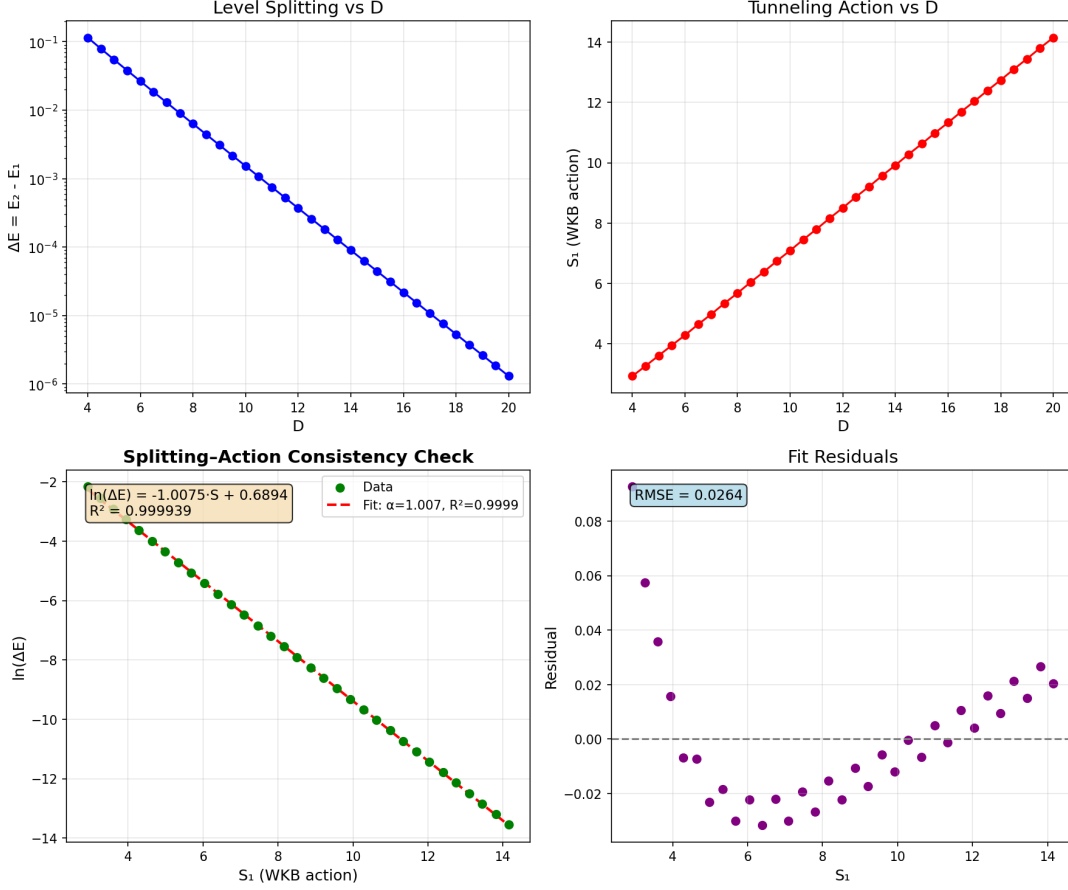 Level Splitting vs D
10⁻¹
10⁻²
10⁻³
10⁻⁴
10⁻⁵
10⁻⁶
ΔE = E₂ - E₁
4 6 8 10 12 14 16 18 20
D
Tunneling Action vs D
14
12
10
8
6
4
S₁ (WKB action)
4 6 8 10 12 14 16 18 20
D
Splitting–Action Consistency Check
ln(ΔE) = -1.0075·S + 0.6894
R² = 0.999939
Data
Fit: α=1.007, R²=0.9999
−2
−4
−6
−8
−10
−12
−14
ln(ΔE)
4 6 8 10 12 14
S₁ (WKB action)
Fit Residuals
RMSE = 0.0264
0.08
0.06
0.04
0.02
0.00
−0.02
Residual
4 6 8 10 12 14
S₁